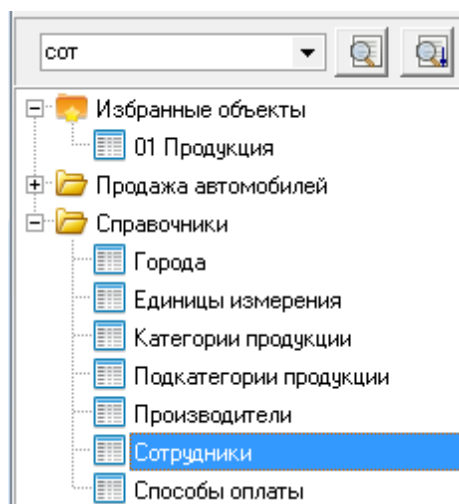 сот
Избранные объекты
01 Продукция
Продажа автомобилей
Справочники
Города
Единицы измерения
Категории продукции
Подкатегории продукции
Производители
Сотрудники
Способы оплаты